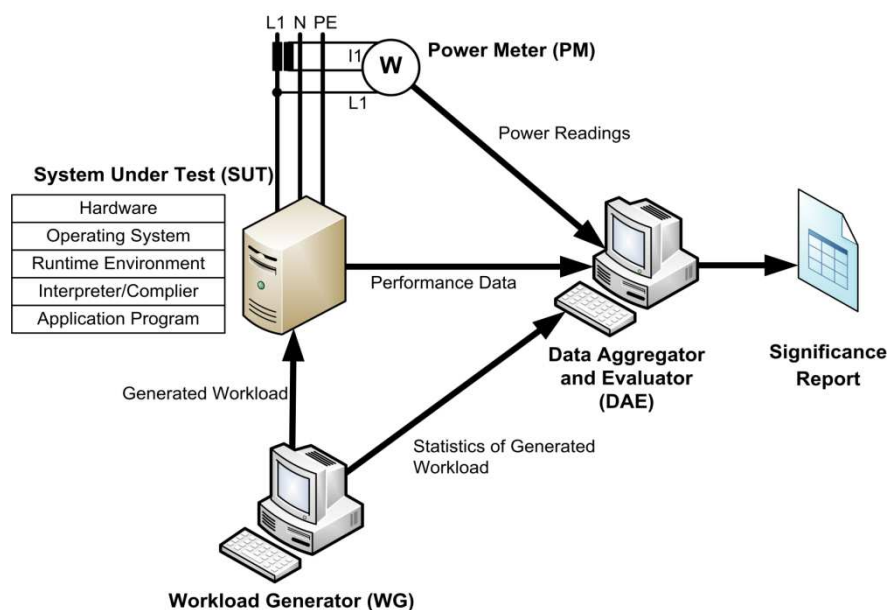 L1 N PE
I1
W
Power Meter (PM)
L1
Power Readings
System Under Test (SUT)
Hardware
Operating System
Runtime Environment
Interpreter/Complier
Application Program
Performance Data
Data Aggregator
and Evaluator
(DAE)
Significance
Report
Generated Workload
Statistics of Generated
Workload
Workload Generator (WG)